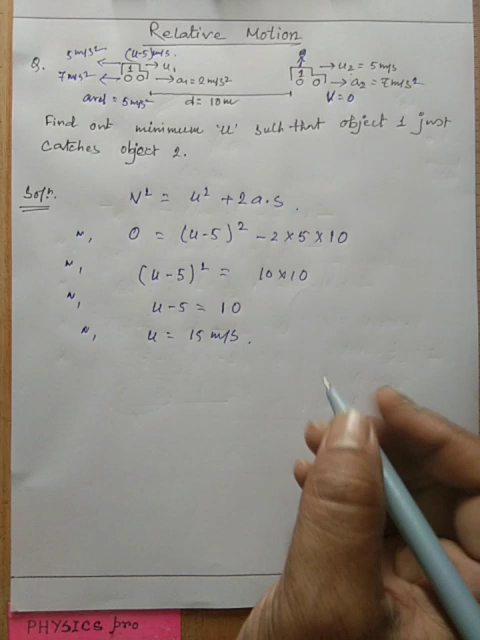 Relative Motion
5m/s² (u-5)m/s.
Q. 1 → u₁ → u₂ = 5m/s
7m/s² → a₁ = 2m/s² → a₂ = 7m/s²
arel = 5m/s² d = 10m V = 0
Find out minimum 'u' such that object 1 just
catches object 2.
Solⁿ. v² = u² + 2a.s.
0 = (u-5)² - 2×5×10
(u-5)² = 10×10
u-5 = 10
u = 15 m/s.
PHYSICS pro